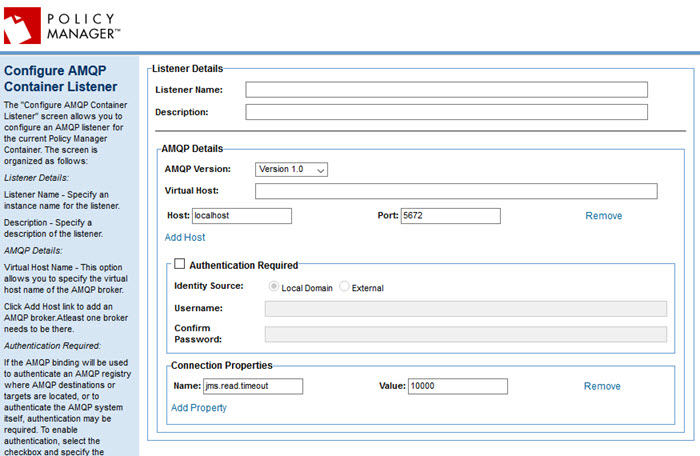 POLICY
MANAGER™
Configure AMQP
Container Listener
The "Configure AMQP Container
Listener" screen allows you to
configure an AMQP listener for
the current Policy Manager
Container. The screen is
organized as follows:
Listener Details:
Listener Name - Specify an
instance name for the listener.
Description - Specify a
description of the listener.
AMQP Details:
Virtual Host Name - This option
allows you to specify the virtual
host name of the AMQP broker.
Click Add Host link to add an
AMQP broker.Atleast one broker
needs to be there.
Authentication Required:
If the AMQP binding will be used
to authenticate an AMQP registry
where AMQP destinations or
targets are located, or to
authenticate the AMQP system
itself, authentication may be
required. To enable
authentication, select the
checkbox and specify the
Listener Details
Listener Name:
Description:
AMQP Details
AMQP Version: Version 1.0
Virtual Host:
Host: localhost Port: 5672 Remove
Add Host
Authentication Required
Identity Source: Local Domain External
Username:
Confirm
Password:
Connection Properties
Name: jms.read.timeout Value: 10000 Remove
Add Property